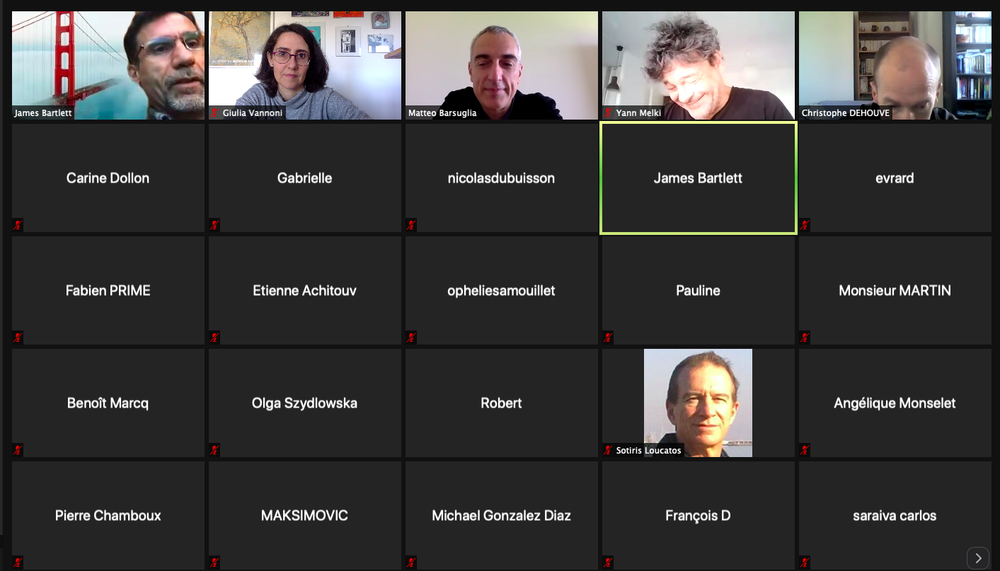 James Bartlett
Giulia Vannoni
Matteo Barsuglia
Yann Melki
Christophe DEHOUVE
Carine Dollon
Gabrielle
nicolasdubuisson
James Bartlett
evrard
Fabien PRIME
Etienne Achitouv
opheliesamouillet
Pauline
Monsieur MARTIN
Benoît Marcq
Olga Szydlowska
Robert
Sotiris Loucatos
Angélique Monselet
Pierre Chamboux
MAKSIMOVIC
Michael Gonzalez Diaz
François D
saraiva carlos